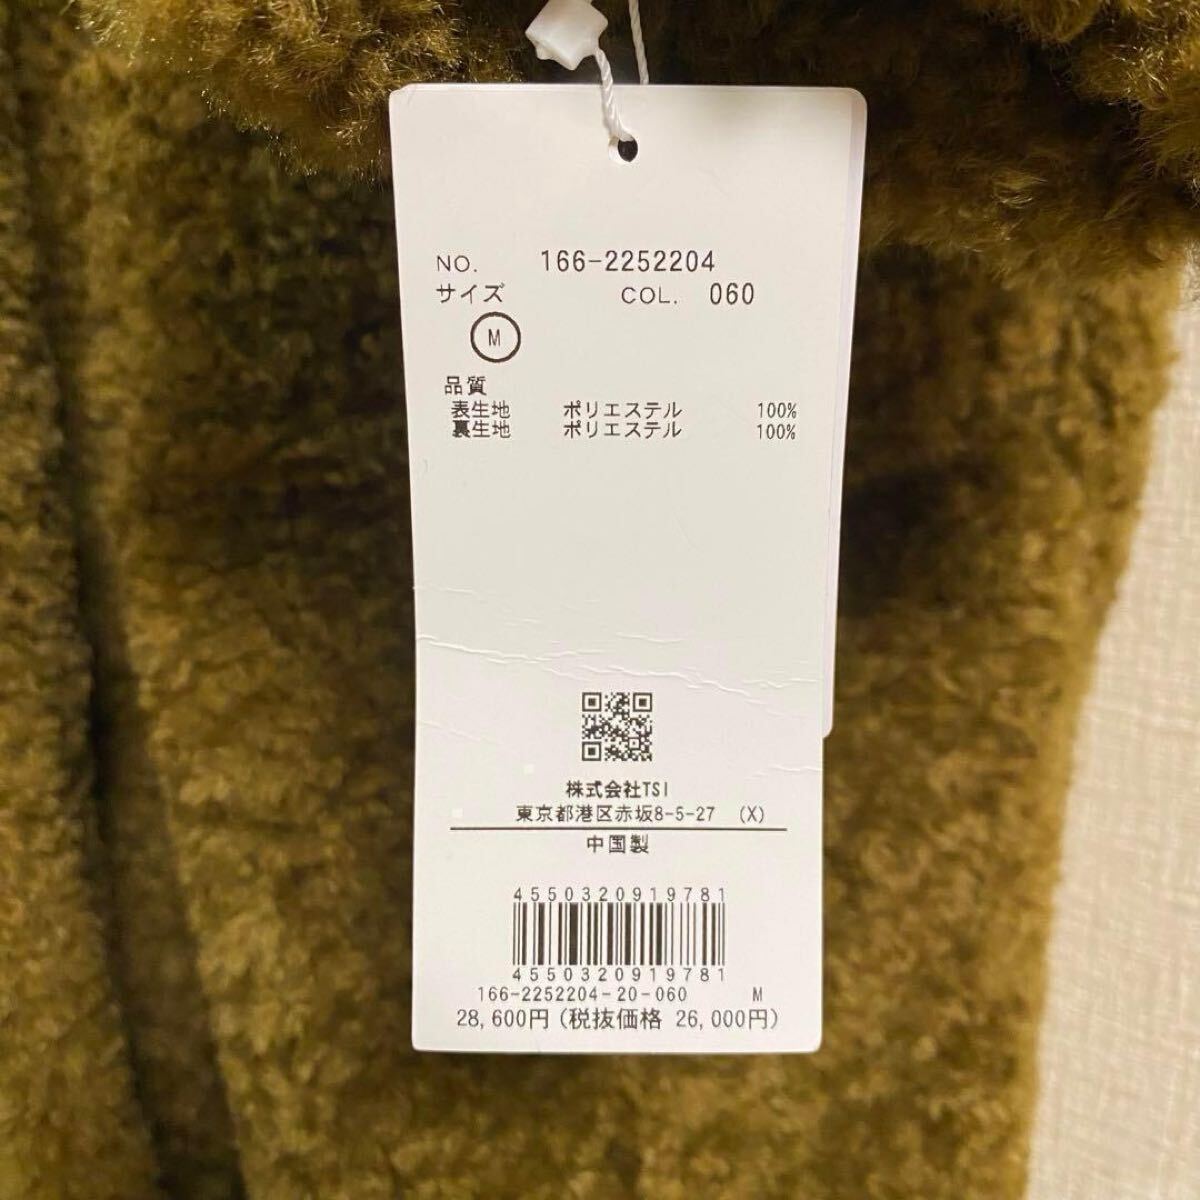 NO. 166-2252204
サイズ COL. 060
M
品質
表生地 ポリエステル 100%
裏生地 ポリエステル 100%
株式会社TSI
東京都港区赤坂8-5-27 (X)
中国製
4550320919781
4550320919781
166-2252204-20-060 M
28,600円(税抜価格 26,000円)